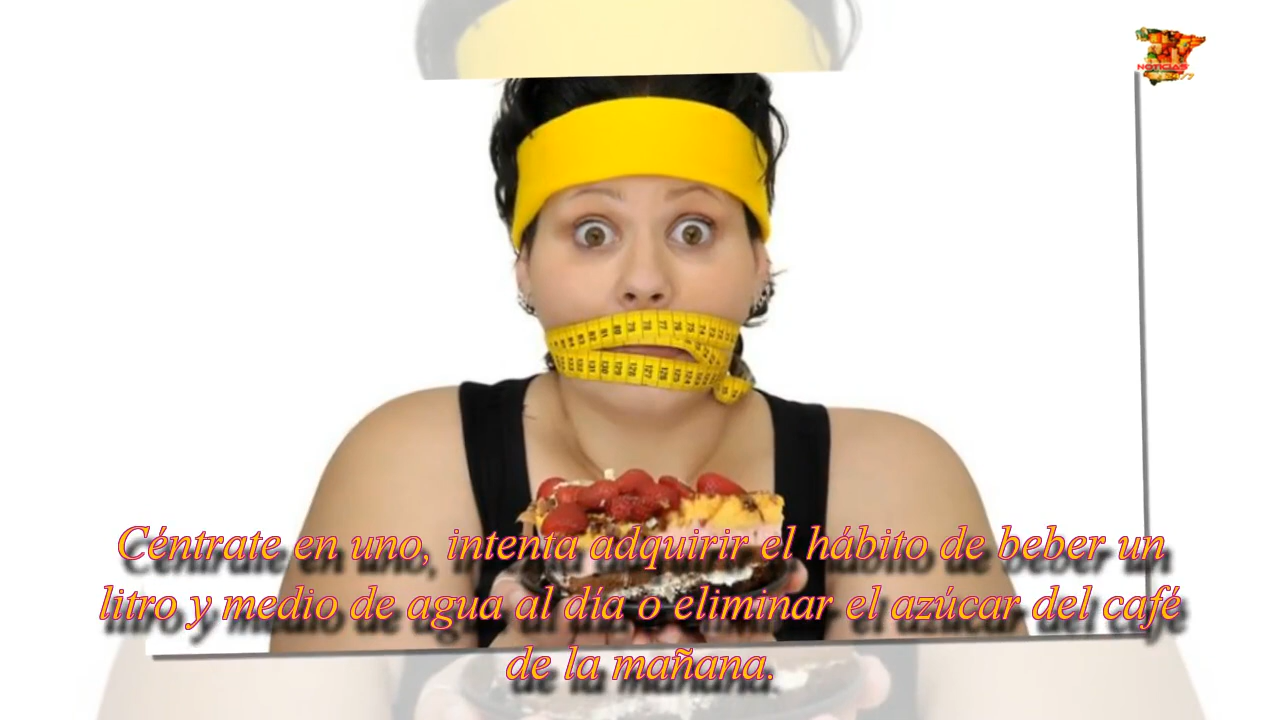 NOTICIAS
Céntrate en uno, intenta adquirir el hábito de beber un
litro y medio de agua al día o eliminar el azúcar del café
de la mañana.